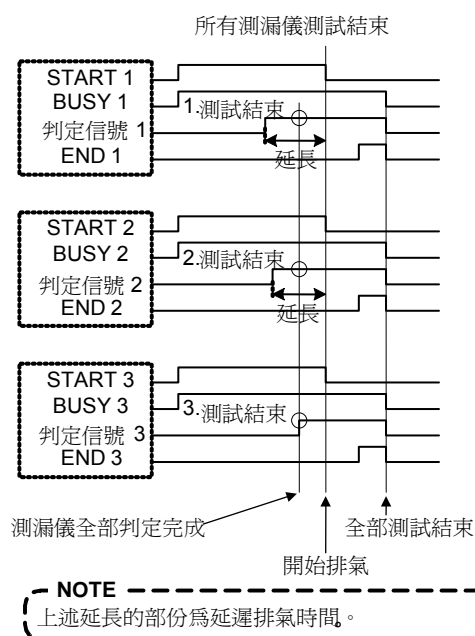 所有測漏儀測試結束
START 1
BUSY 1
判定信號 1
END 1
1.測試結束
延長
START 2
BUSY 2
判定信號 2
END 2
2.測試結束
延長
START 3
BUSY 3
判定信號 3
END 3
3.測試結束
測漏儀全部判定完成
全部測試結束
開始排氣
NOTE
上述延長的部份爲延遲排氣時間。